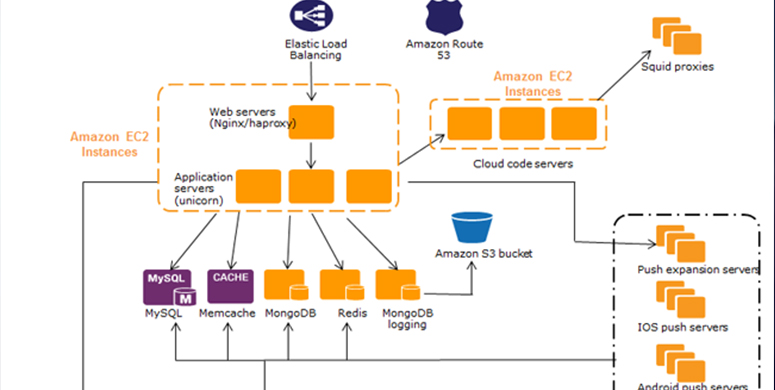 Elastic Load
Balancing
Amazon Route
53
Squid proxies
Amazon EC2
Instances
Web servers
(Nginx/haproxy)
Amazon EC2
Instances
Cloud code servers
Application
servers
(unicorn)
Amazon S3 bucket
Push expansion servers
MySQL
M
CACHE
MySQL
Memcache
MongoDB
Redis
MongoDB
logging
IOS push servers
Android push servers